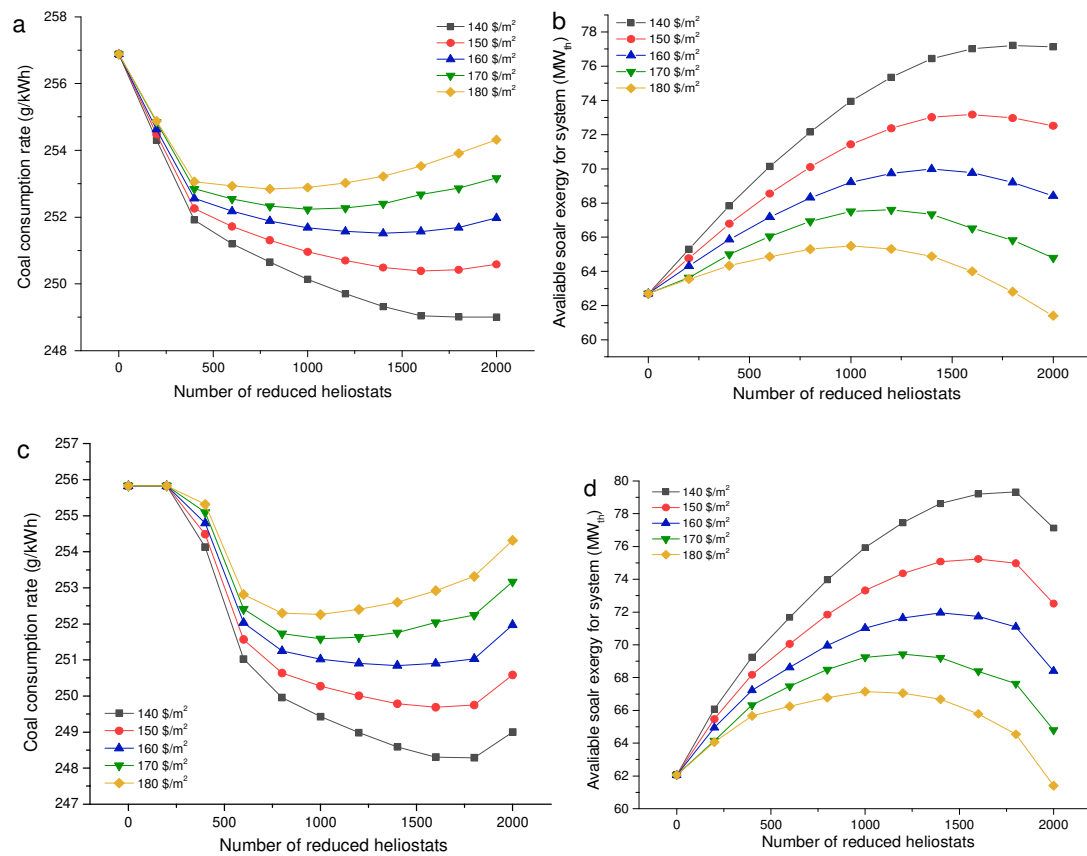 a
Coal consumption rate (g/kWh)
258
256
254
252
250
248
0
500
1000
1500
2000
Number of reduced heliostats
140 $/m²
150 $/m²
160 $/m²
170 $/m²
180 $/m²
b
Avaliable soalr exergy for system (MWth)
78
76
74
72
70
68
66
64
62
60
0
500
1000
1500
2000
Number of reduced heliostats
140 $/m²
150 $/m²
160 $/m²
170 $/m²
180 $/m²
c
Coal consumption rate (g/kWh)
257
256
255
254
253
252
251
250
249
248
247
0
500
1000
1500
2000
Number of reduced heliostats
140 $/m²
150 $/m²
160 $/m²
170 $/m²
180 $/m²
d
Avaliable soalr exergy for system (MWth)
80
78
76
74
72
70
68
66
64
62
60
0
500
1000
1500
2000
Number of reduced heliostats
140 $/m²
150 $/m²
160 $/m²
170 $/m²
180 $/m²